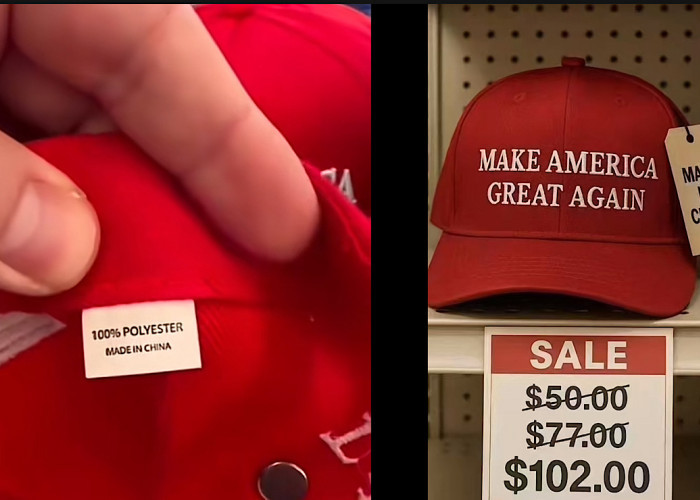 100% POLYESTER
MADE IN CHINA
MAKE AMERICA
GREAT AGAIN
SALE
$50.00
$77.00
$102.00